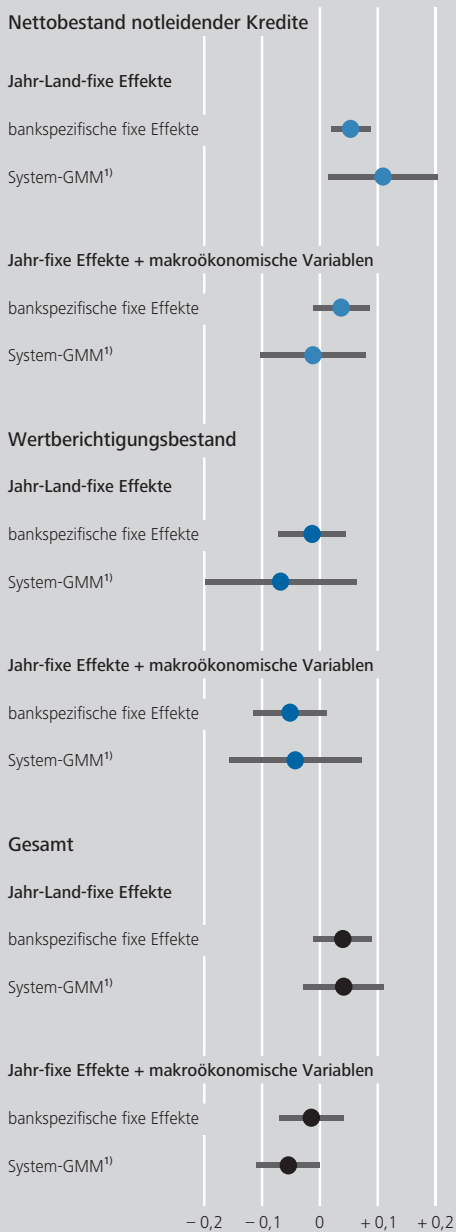 Nettobestand notleidender Kredite
Jahr-Land-fixe Effekte
bankspezifische fixe Effekte
System-GMM1)
Jahr-fixe Effekte + makroökonomische Variablen
bankspezifische fixe Effekte
System-GMM1)
Wertberichtigungsbestand
Jahr-Land-fixe Effekte
bankspezifische fixe Effekte
System-GMM1)
Jahr-fixe Effekte + makroökonomische Variablen
bankspezifische fixe Effekte
System-GMM1)
Gesamt
Jahr-Land-fixe Effekte
bankspezifische fixe Effekte
System-GMM1)
Jahr-fixe Effekte + makroökonomische Variablen
bankspezifische fixe Effekte
System-GMM1)
– 0,2 – 0,1 0 + 0,1 + 0,2